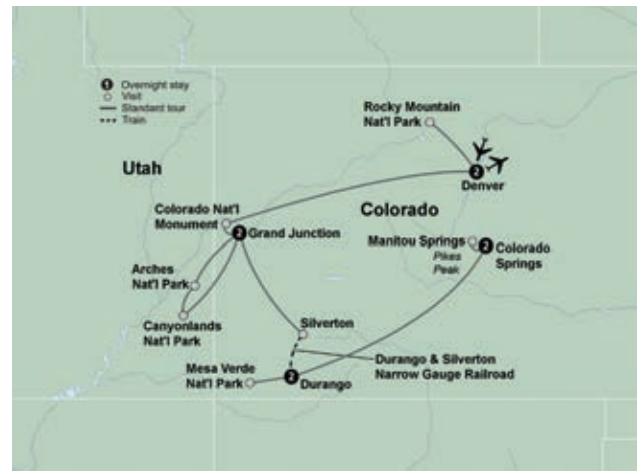 1 Overnight stay
Visit
Standard tour
Train
Rocky Mountain
Nat'l Park
Utah
2
Denver
Colorado Nat'l
Monument
Colorado
2 Grand Junction
Manitou Springs
2 Colorado
Springs
Pikes
Peak
Arches
Nat'l Park
Canyonlands
Nat'l Park
Silverton
Durango & Silverton
Narrow Gauge Railroad
Mesa Verde
Nat'l Park
2 Durango